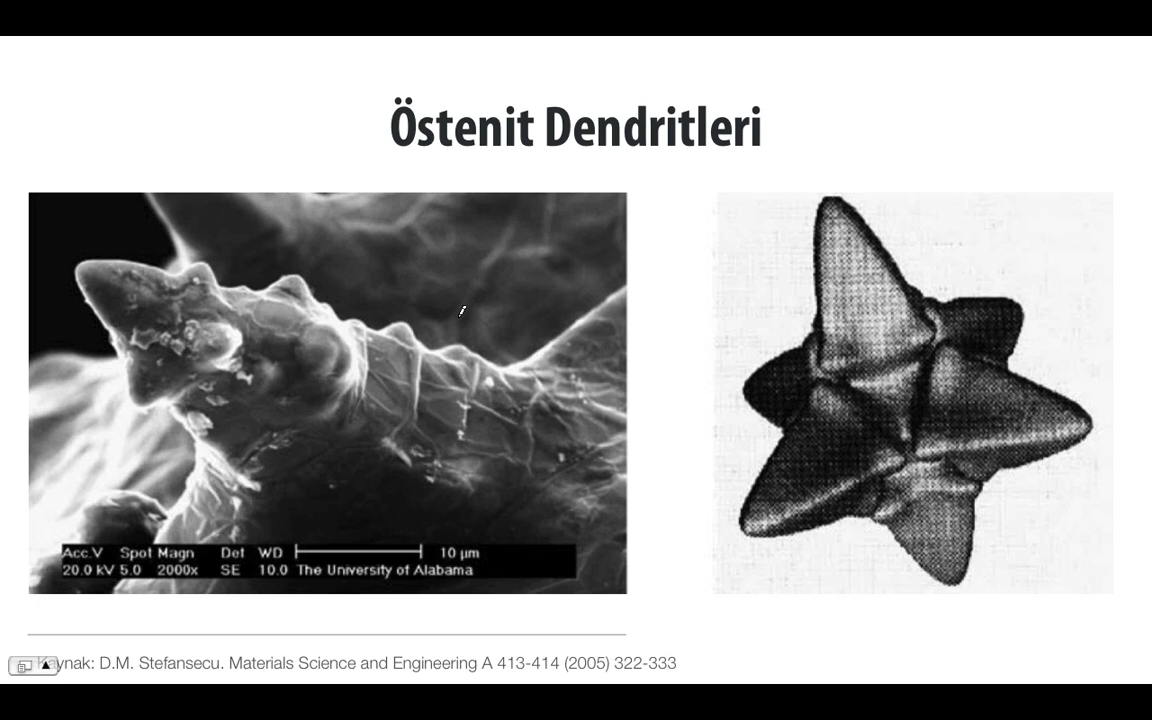 Östenit Dendritleri
Acc.V Spot Magn Det WD 10 µm
20.0 kV 5.0 2000x SE 10.0 The University of Alabama
Kaynak: D.M. Stefansecu. Materials Science and Engineering A 413-414 (2005) 322-333